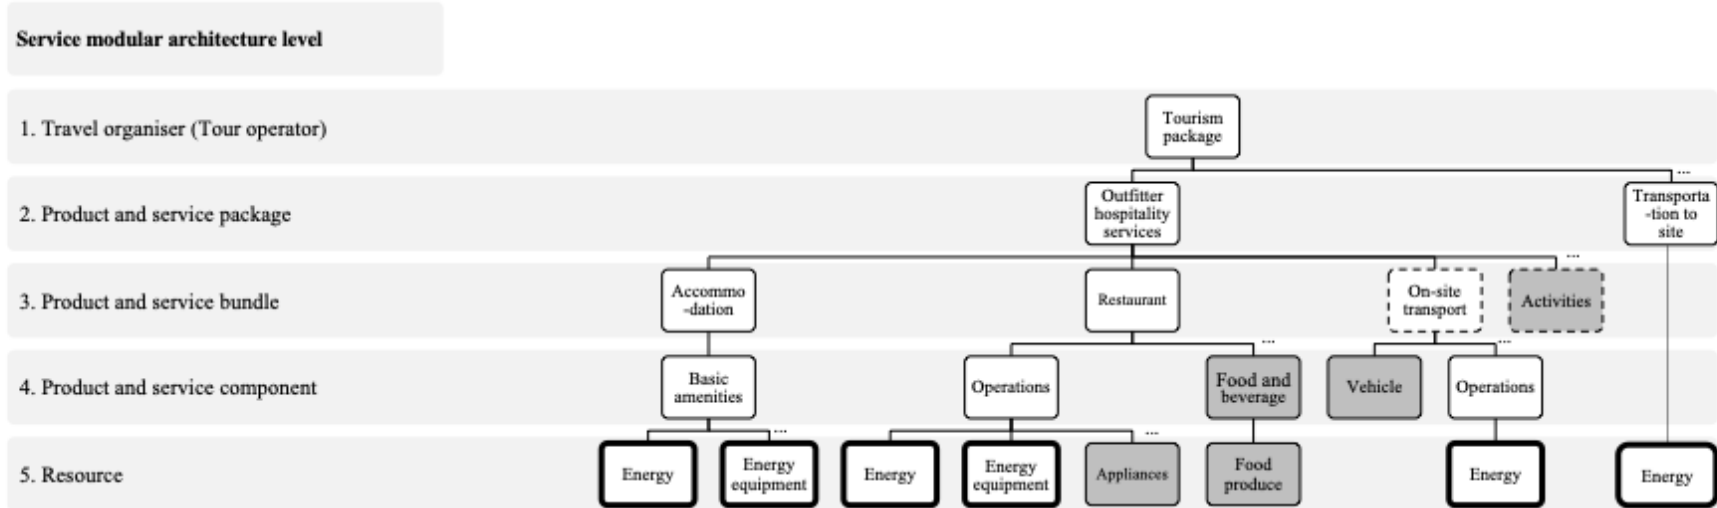 Service modular architecture level
1. Travel organiser (Tour operator)
Tourism
package
...
2. Product and service package
Outfitter
hospitality
services
Transporta
-tion to
site
...
3. Product and service bundle
Accommo
-dation
Restaurant
On-site
transport
Activities
...
...
4. Product and service component
Basic
amenities
Operations
Food and
beverage
Vehicle
Operations
...
...
5. Resource
Energy
Energy
equipment
Energy
Energy
equipment
Appliances
Food
produce
Energy
Energy